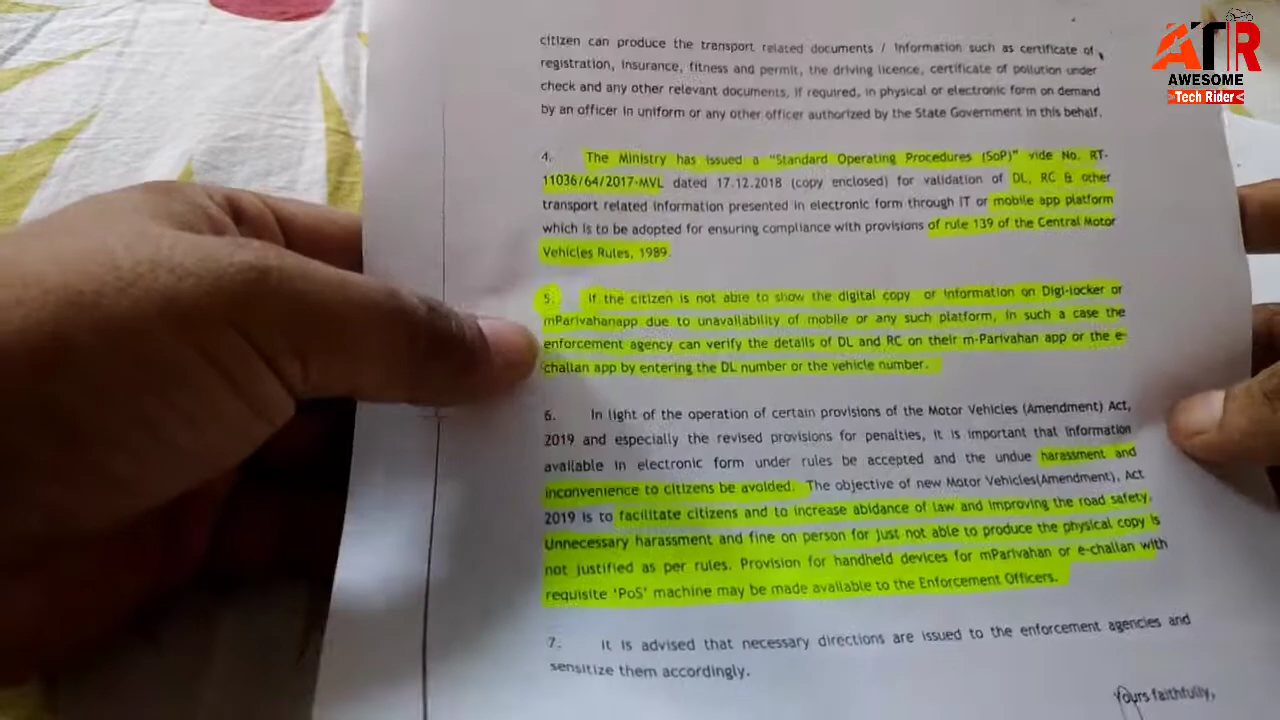 ATR
AWESOME
Tech Rider
citizen can produce the transport related documents / information such as certificate of
registration, insurance, fitness and permit, the driving licence, certificate of pollution under
check and any other relevant documents, if required, in physical or electronic form on demand
by an officer in uniform or any other officer authorized by the State Government in this behalf.
4. The Ministry has issued a "Standard Operating Procedures (SoP)" vide No. RT-
11036/64/2017-MVL dated 17.12.2018 (copy enclosed) for validation of DL, RC & other
transport related information presented in electronic form through IT or mobile app platform
which is to be adopted for ensuring compliance with provisions of rule 139 of the Central Motor
Vehicles Rules, 1989.
5. If the citizen is not able to show the digital copy or information on Digi-locker or
mParivahanapp due to unavailability of mobile or any such platform, in such a case the
enforcement agency can verify the details of DL and RC on their m-Parivahan app or the e-
challan app by entering the DL number or the vehicle number.
6. In light of the operation of certain provisions of the Motor Vehicles (Amendment) Act,
2019 and especially the revised provisions for penalties, it is important that information
available in electronic form under rules be accepted and the undue harassment and
inconvenience to citizens be avoided. The objective of new Motor Vehicles(Amendment), Act
2019 is to facilitate citizens and to increase abidance of law and improving the road safety.
Unnecessary harassment and fine on person for just not able to produce the physical copy is
not justified as per rules. Provision for handheld devices for mParivahan or e-challan with
requisite 'PoS' machine may be made available to the Enforcement Officers.
7. It is advised that necessary directions are issued to the enforcement agencies and
sensitize them accordingly.
Yours faithfully,